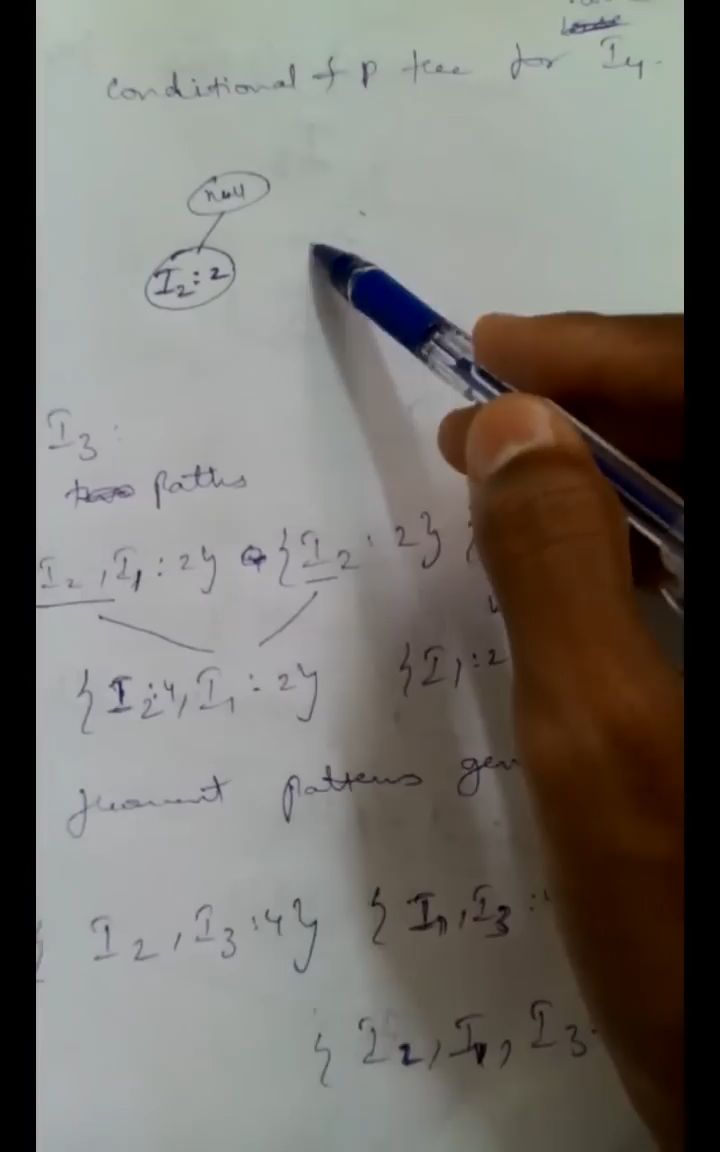 conditional fp tree for I4.
null
I2:2
I3:
paths
I2, I1:2} {I2:2} {
{I2:4, I1:2} {I1:2
frequent patterns gen
{I2, I3:4} {I1, I3:
{I2, I1, I3: